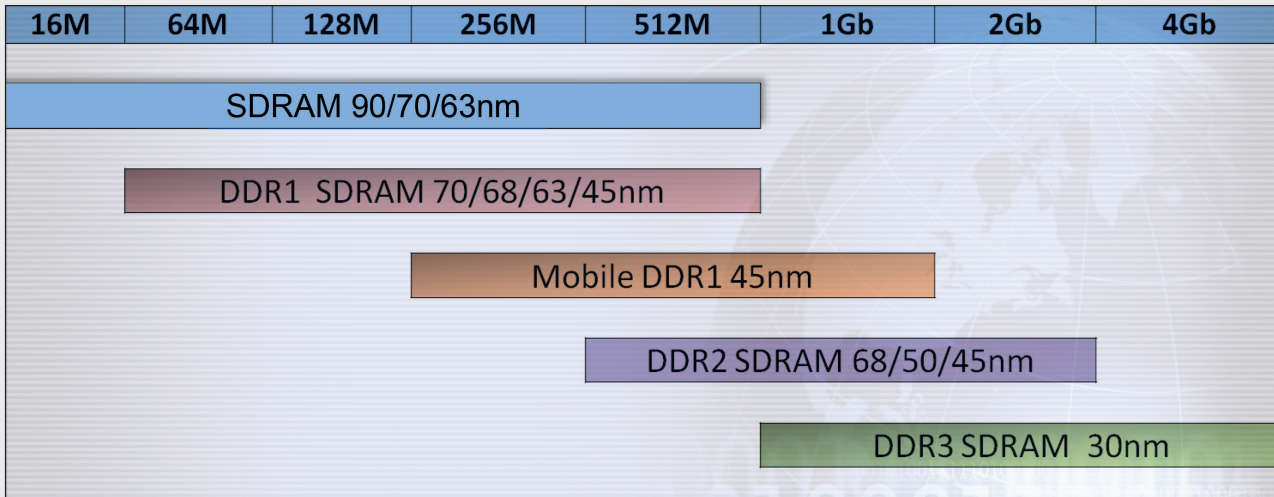 16M 64M 128M 256M 512M 1Gb 2Gb 4Gb
SDRAM 90/70/63nm
DDR1 SDRAM 70/68/63/45nm
Mobile DDR1 45nm
DDR2 SDRAM 68/50/45nm
DDR3 SDRAM 30nm